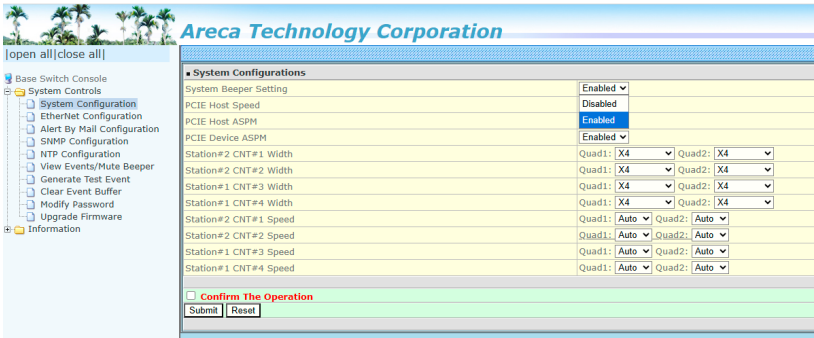 Areca Technology Corporation
|open all|close all|
Base Switch Console
System Controls
System Configuration
EtherNet Configuration
Alert By Mail Configuration
SNMP Configuration
NTP Configuration
View Events/Mute Beeper
Generate Test Event
Clear Event Buffer
Modify Password
Upgrade Firmware
Information
System Configurations
System Beeper Setting Enabled
Disabled
Enabled
PCIE Host Speed
PCIE Host ASPM
PCIE Device ASPM Enabled
Station#2 CNT#1 Width Quad1: X4 Quad2: X4
Station#2 CNT#2 Width Quad1: X4 Quad2: X4
Station#1 CNT#3 Width Quad1: X4 Quad2: X4
Station#1 CNT#4 Width Quad1: X4 Quad2: X4
Station#2 CNT#1 Speed Quad1: Auto Quad2: Auto
Station#2 CNT#2 Speed Quad1: Auto Quad2: Auto
Station#1 CNT#3 Speed Quad1: Auto Quad2: Auto
Station#1 CNT#4 Speed Quad1: Auto Quad2: Auto
Confirm The Operation
Submit Reset